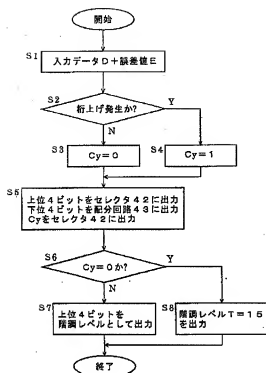 開始
S1
入力データD+誤差値E
S2
桁上げ発生か?
Y
N
S3
Cy=0
S4
Cy=1
S5
上位4ビットをセレクタ42に出力
下位4ビットを配分回路43に出力
Cyをセレクタ42に出力
S6
Cy=0か?
Y
N
S7
上位4ビットを
階調レベルとして出力
S8
階調レベルT=15
を出力
終了